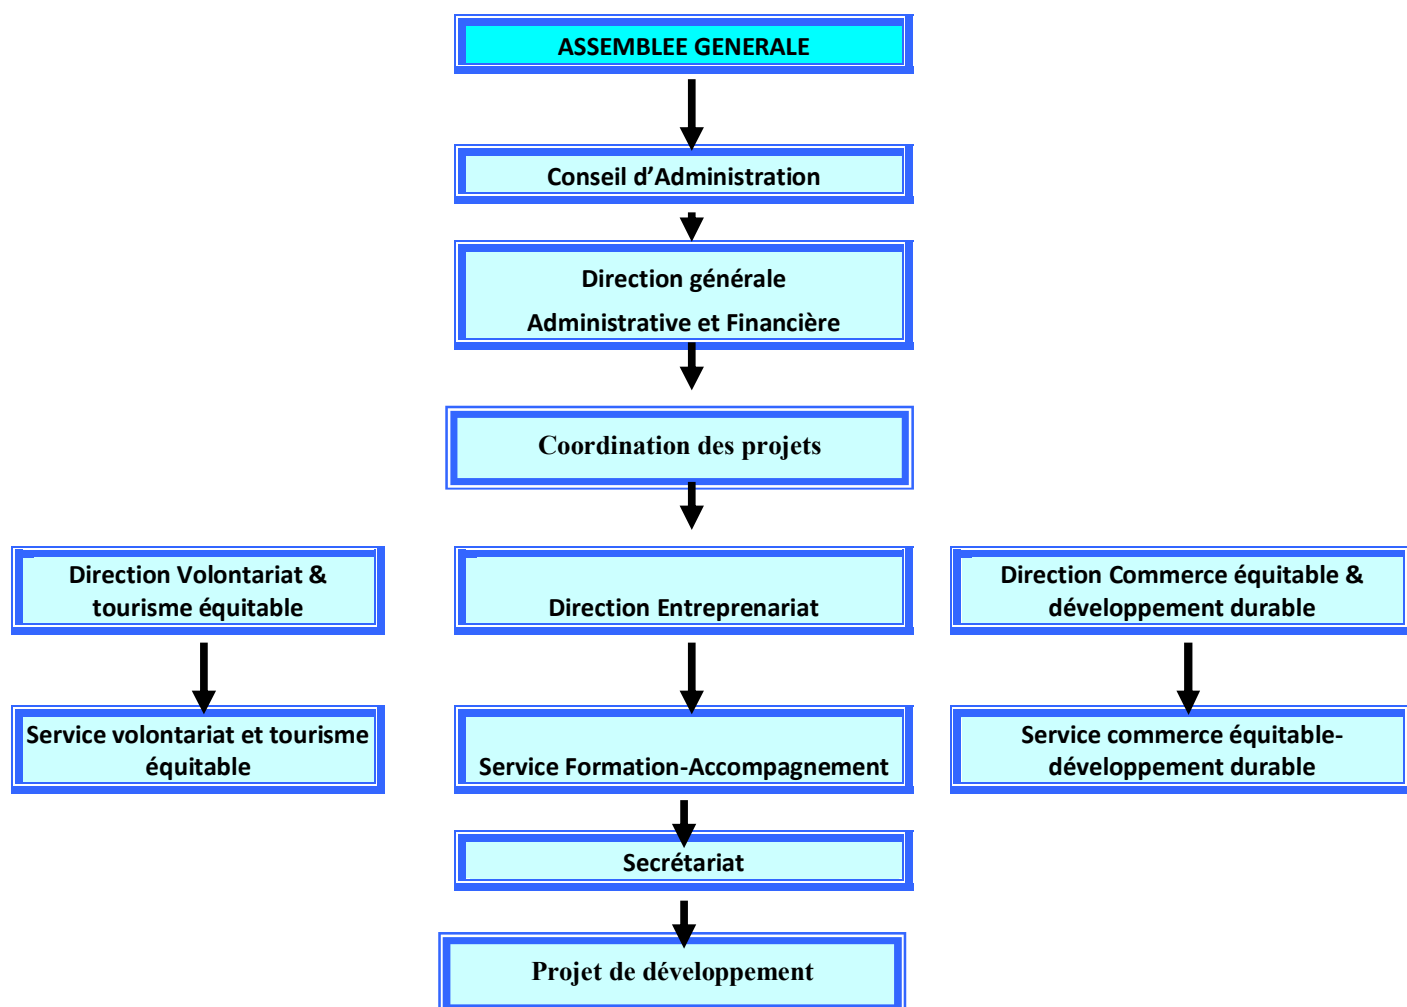 ASSEMBLEE GENERALE
Conseil d’Administration
Direction générale
Administrative et Financière
Coordination des projets
Direction Volontariat &
tourisme équitable
Direction Entreprenariat
Direction Commerce équitable &
développement durable
Service volontariat et tourisme
équitable
Service Formation-Accompagnement
Service commerce équitable-
développement durable
Secrétariat
Projet de développement